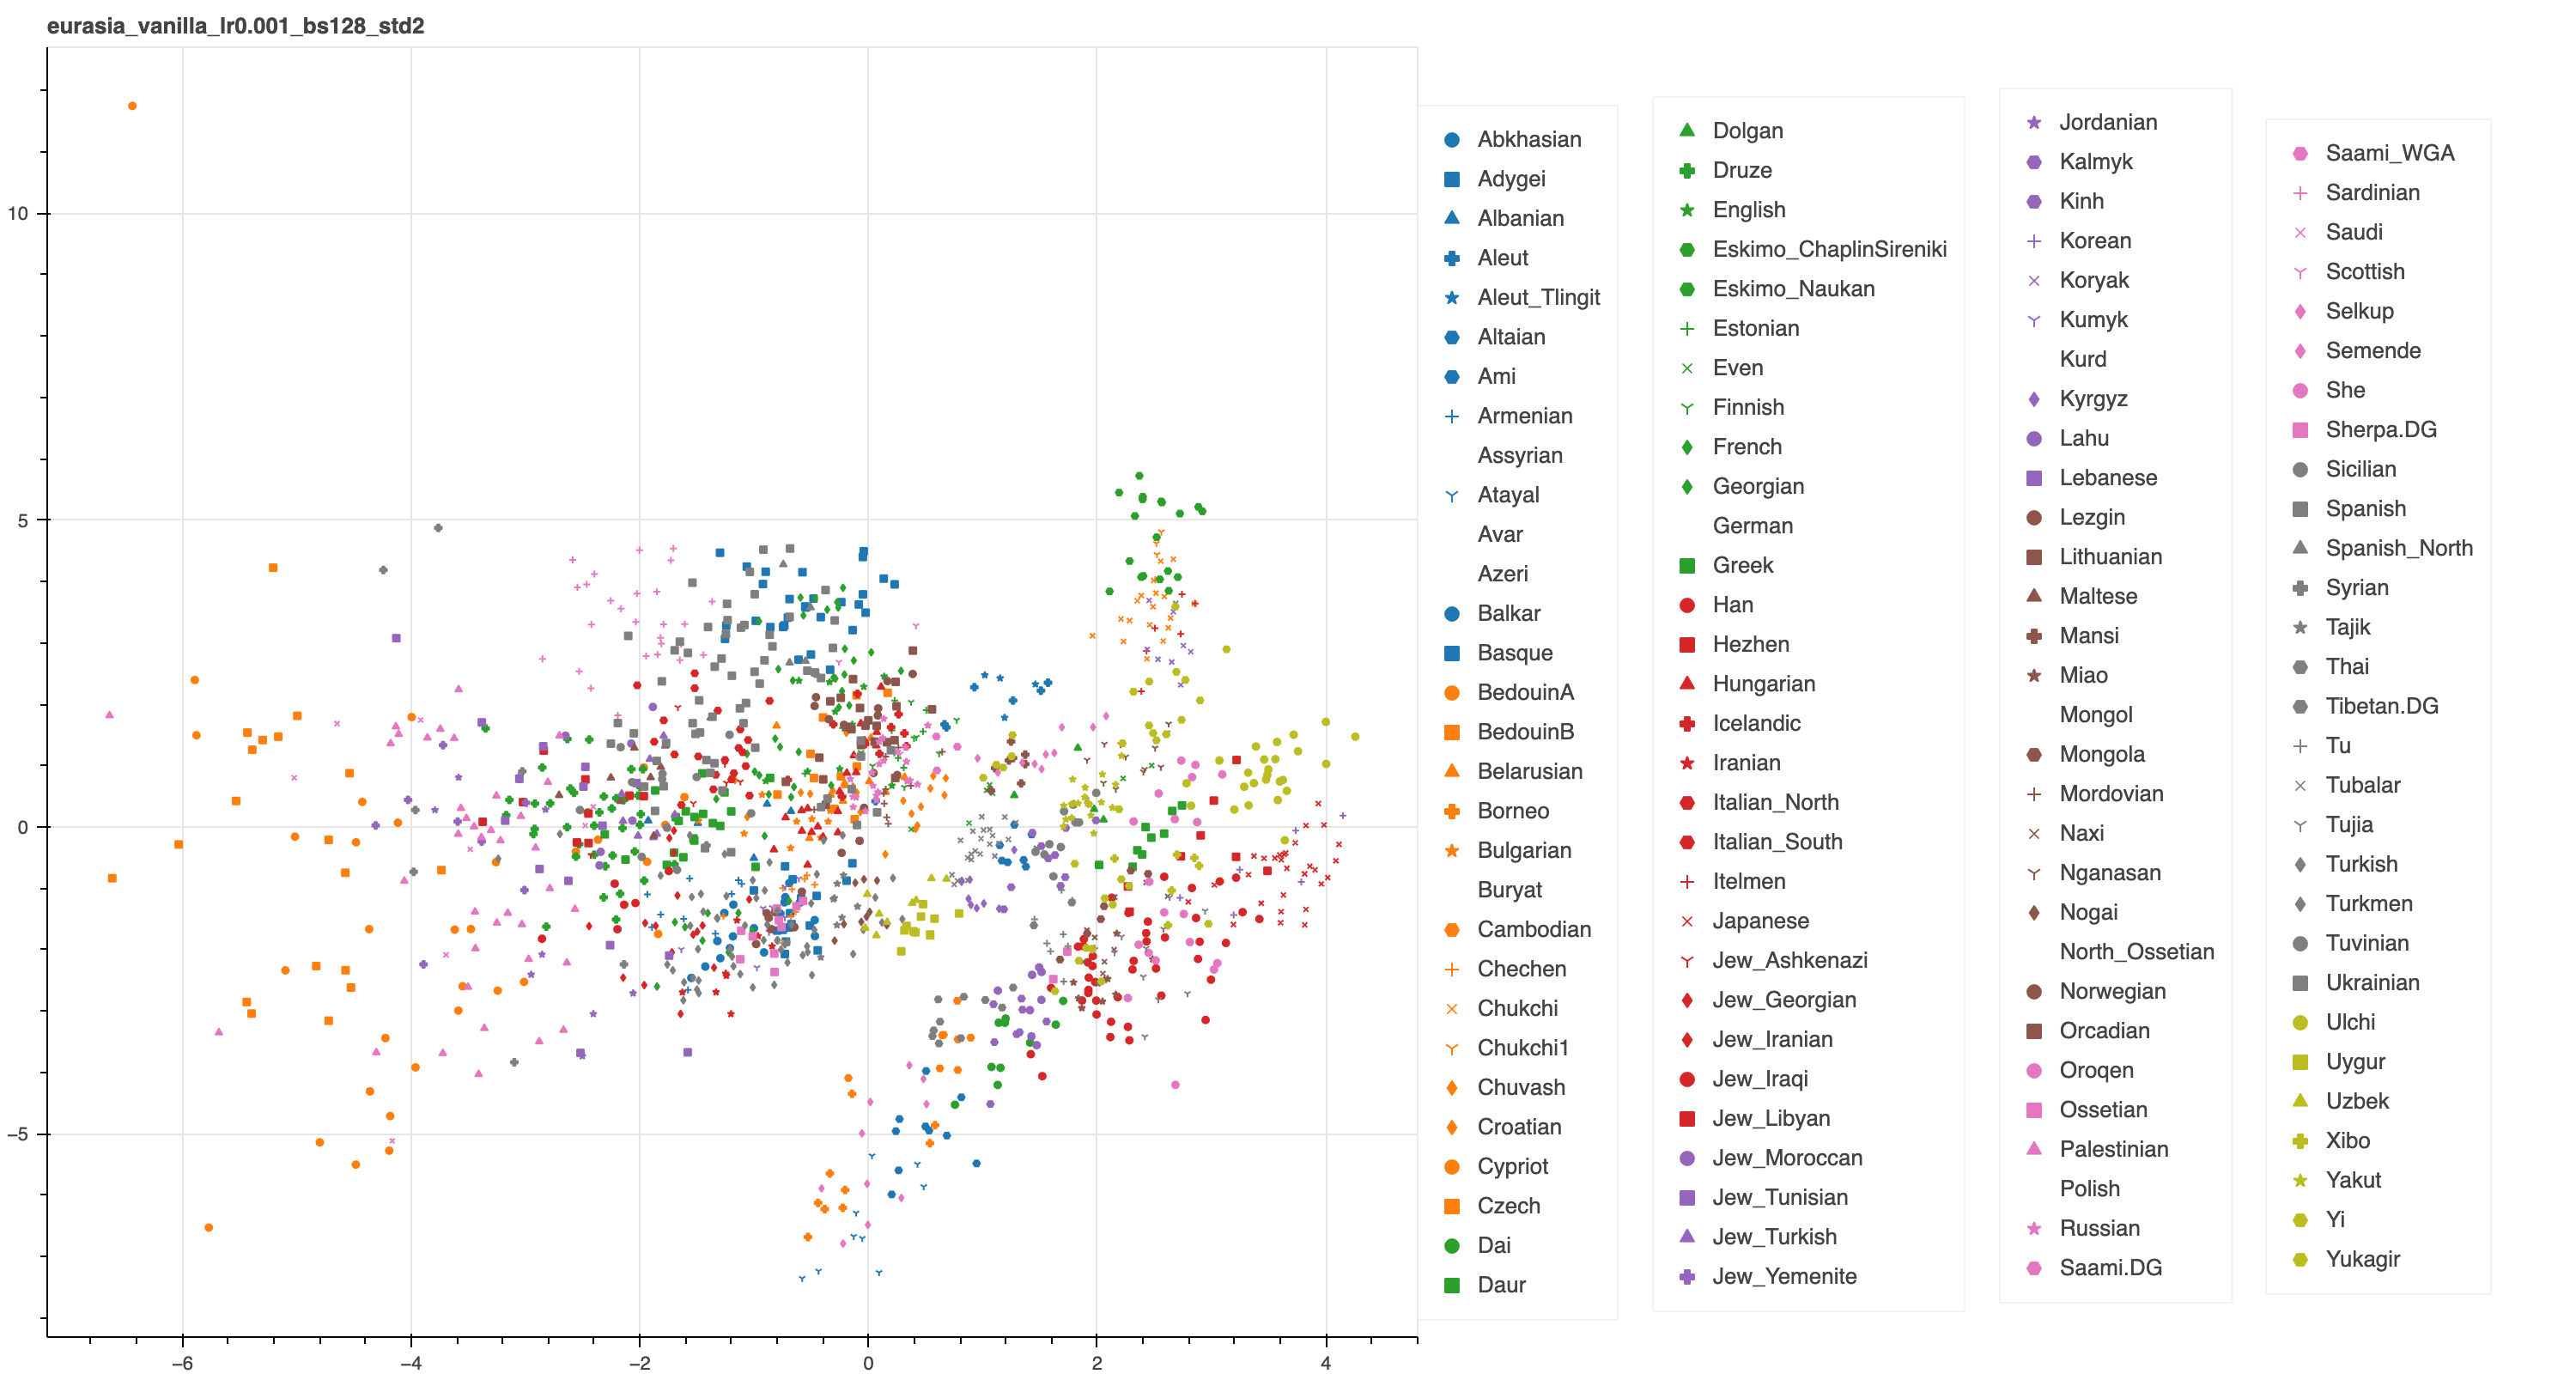 eurasia_vanilla_lr0.001_bs128_std2
10
5
0
−5
−6
−4
−2
0
2
4
Abkhasian
Adygei
Albanian
Aleut
Aleut_Tlingit
Altaian
Ami
Armenian
Assyrian
Atayal
Avar
Azeri
Balkar
Basque
BedouinA
BedouinB
Belarusian
Borneo
Bulgarian
Buryat
Cambodian
Chechen
Chukchi
Chukchi1
Chuvash
Croatian
Cypriot
Czech
Dai
Daur
Dolgan
Druze
English
Eskimo_ChaplinSireniki
Eskimo_Naukan
Estonian
Even
Finnish
French
Georgian
German
Greek
Han
Hezhen
Hungarian
Icelandic
Iranian
Italian_North
Italian_South
Itelmen
Japanese
Jew_Ashkenazi
Jew_Georgian
Jew_Iranian
Jew_Iraqi
Jew_Libyan
Jew_Moroccan
Jew_Tunisian
Jew_Turkish
Jew_Yemenite
Jordanian
Kalmyk
Kinh
Korean
Koryak
Kumyk
Kurd
Kyrgyz
Lahu
Lebanese
Lezgin
Lithuanian
Maltese
Mansi
Miao
Mongol
Mongola
Mordovian
Naxi
Nganasan
Nogai
North_Ossetian
Norwegian
Orcadian
Oroqen
Ossetian
Palestinian
Polish
Russian
Saami.DG
Saami_WGA
Sardinian
Saudi
Scottish
Selkup
Semende
She
Sherpa.DG
Sicilian
Spanish
Spanish_North
Syrian
Tajik
Thai
Tibetan.DG
Tu
Tubalar
Tujia
Turkish
Turkmen
Tuvinian
Ukrainian
Ulchi
Uygur
Uzbek
Xibo
Yakut
Yi
Yukagir